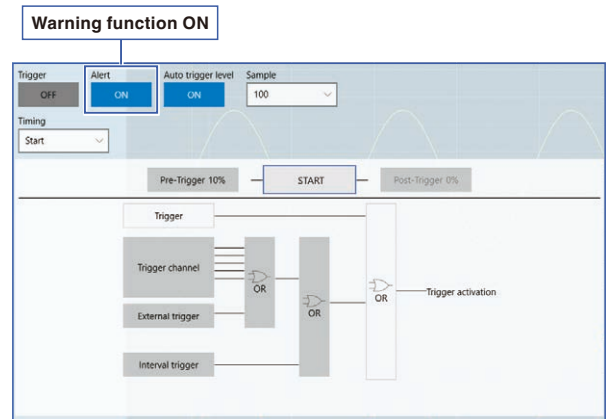 Warning function ON
Trigger Alert Auto trigger level Sample
OFF ON ON 100
Timing
Start
Pre-Trigger 10% START Post-Trigger 0%
Trigger
Trigger channel
OR
OR
OR
Trigger activation
External trigger
Interval trigger